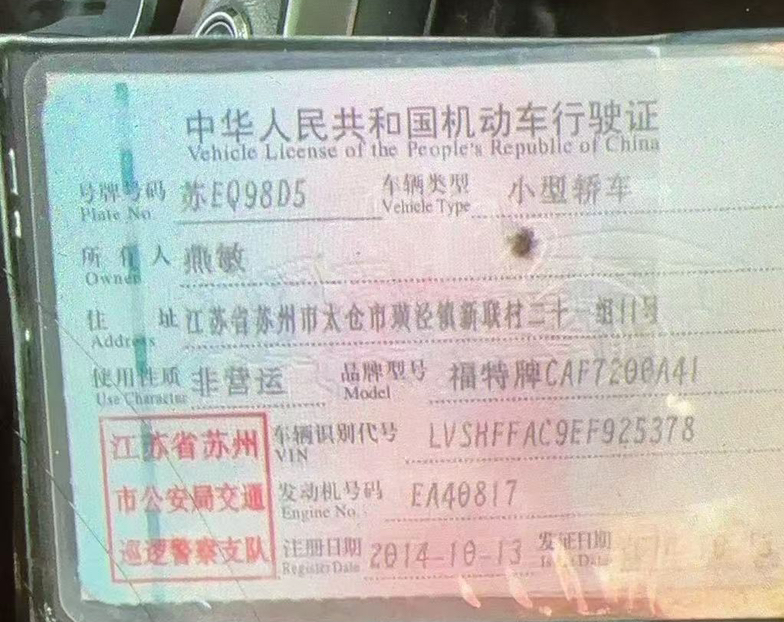 中华人民共和国机动车行驶证
Vehicle License of the People's Republic of China
号牌号码 苏EQ98D5 车辆类型 小型轿车
Plate No. Vehicle Type
所有人 燕敏
Owner
住 址 江苏省苏州市太仓市璜泾镇新联村二十一组11号
Address
使用性质 非营运 品牌型号 福特牌CAF7200A41
Use Character Model
江苏省苏州 车辆识别代号 LVSHFFAC9EF925378
VIN
市公安局交通 发动机号码 EA40817
Engine No.
巡逻警察支队 注册日期 2014-10-13 发证日期
Register Date Issue Date